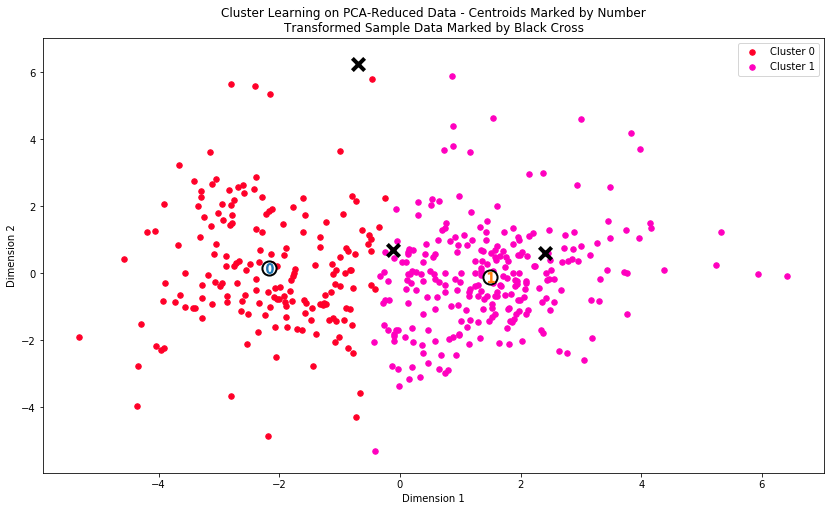 Cluster Learning on PCA-Reduced Data - Centroids Marked by Number
Transformed Sample Data Marked by Black Cross
Cluster 0
Cluster 1
6
4
2
0
−2
−4
Dimension 2
0
1
−4
−2
0
2
4
6
Dimension 1